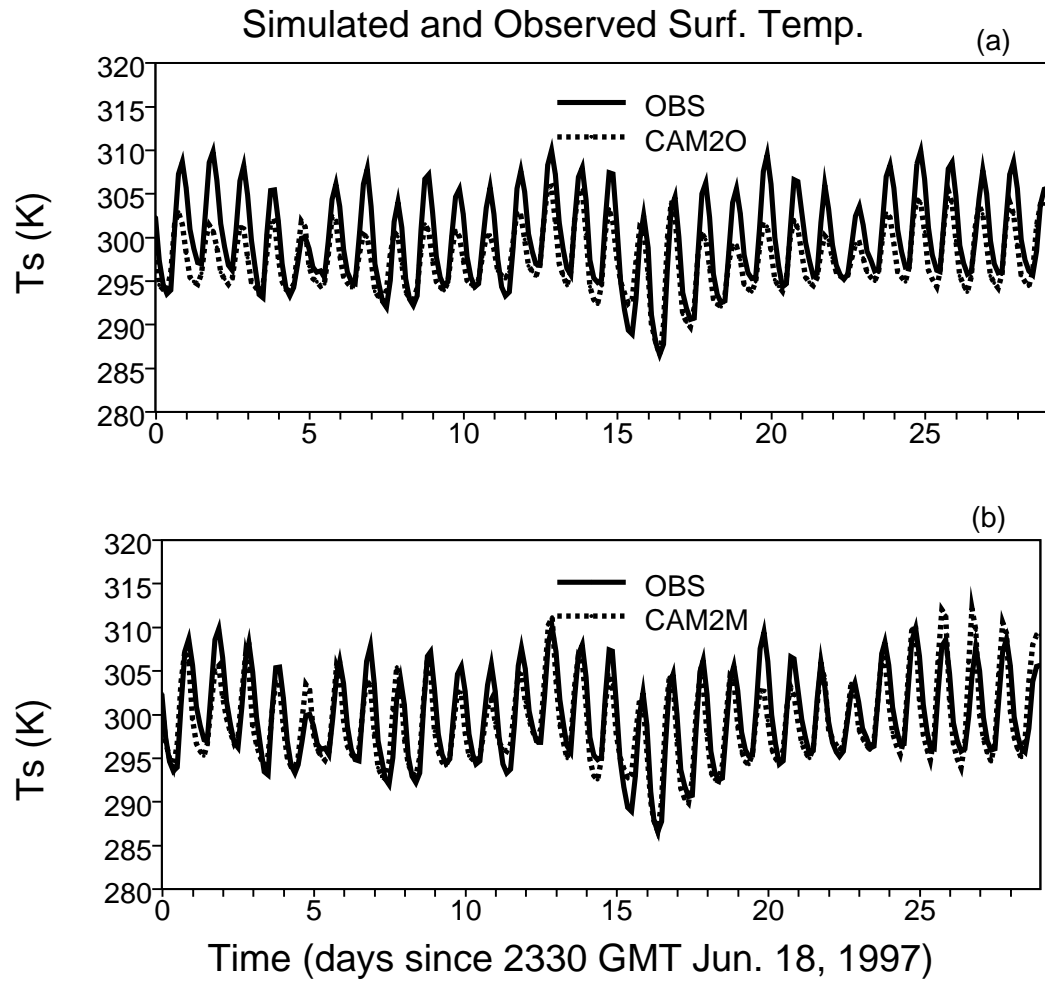 Simulated and Observed Surf. Temp.
(a)
320
315
310
305
300
295
290
285
280
Ts (K)
OBS
CAM2O
0 5 10 15 20 25
(b)
320
315
310
305
300
295
290
285
280
Ts (K)
OBS
CAM2M
0 5 10 15 20 25
Time (days since 2330 GMT Jun. 18, 1997)